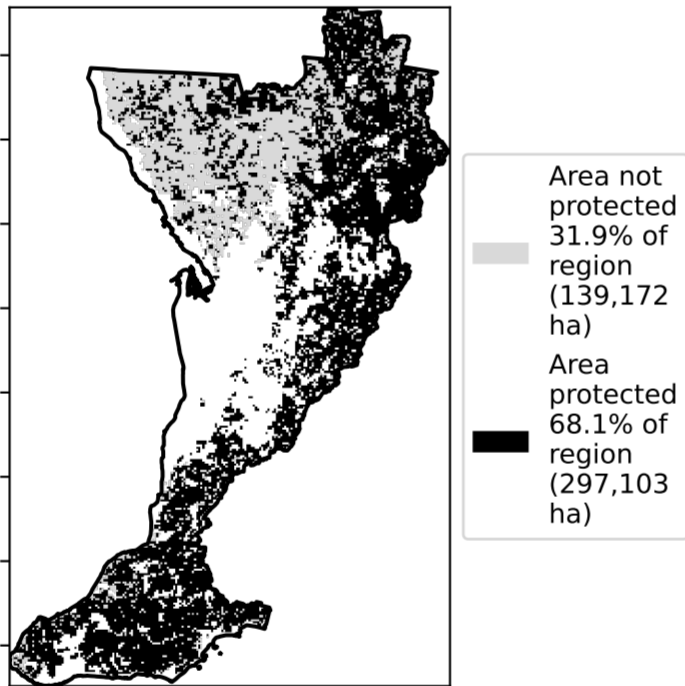 Area not
protected
31.9% of
region
(139,172
ha)
Area
protected
68.1% of
region
(297,103
ha)